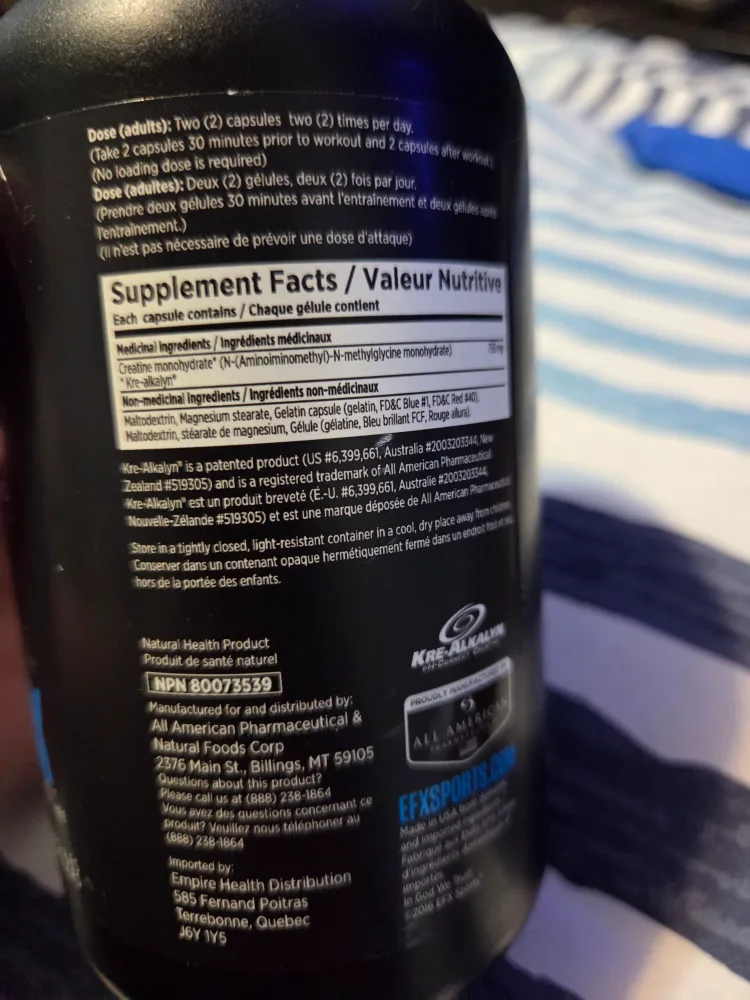 Dose (adults): Two (2) capsules two (2) times per day.
(Take 2 capsules 30 minutes prior to workout and 2 capsules after workout.)
(No loading dose is required)
Dose (adultes): Deux (2) gélules, deux (2) fois par jour.
(Prendre deux gélules 30 minutes avant l'entrainement et deux gélules
l'entrainement.)
(Il n'est pas nécessaire de prévoir une dose d'attaque)
Supplement Facts / Valeur Nutritive
Each capsule contains / Chaque gélule contient
Medicinal Ingredients / Ingrédients médicinaux
Creatine monohydrate* (N-(Aminoiminomethyl)-N-methylglycine monohydrate) 750 mg
*Kre-alkalyn®
Non-medicinal Ingredients / Ingrédients non-médicinaux
Maltodextrin, Magnesium stearate, Gelatin capsule (gelatin, FD&C Blue #1, FD&C Red #40).
Maltodextrin, stéarate de magnesium, Gélule (gélatine, Bleu brillant FCF, Rouge allura).
Kre-Alkalyn® is a patented product (US #6,399,661, Australia #2003203344, New
Zealand #519305) and is a registered trademark of All American Pharmaceutical
Kre-Alkalyn® est un produit breveté (É.-U. #6,399,661, Australie #2003203344,
Nouvelle-Zélande #519305) et est une marque déposée de All American Pharmaceutical
Store in a tightly closed, light-resistant container in a cool, dry place away from children.
Conserver dans un contenant opaque hermétiquement fermé dans un endroit frais et sec,
hors de la portée des enfants.
Natural Health Product
Produit de santé naturel
NPN 80073539
Manufactured for and distributed by:
All American Pharmaceutical &
Natural Foods Corp
2376 Main St., Billings, MT 59105
Questions about this product?
Please call us at (888) 238-1864
Vous avez des questions concernant ce
produit? Veuillez nous téléphoner au
(888) 238-1864
Imported by:
Empire Health Distribution
585 Fernand Poitras
Terrebonne, Quebec
J6Y 1Y5
KRE-ALKALYN
PROUDLY MANUFACTURED BY
ALL AMERICAN
EFXSPORTS.COM
Made in USA
and imported ingredients
Fabriqué aux
d'ingrédients
importés.
In God We Trust
©2016 EFX Sports